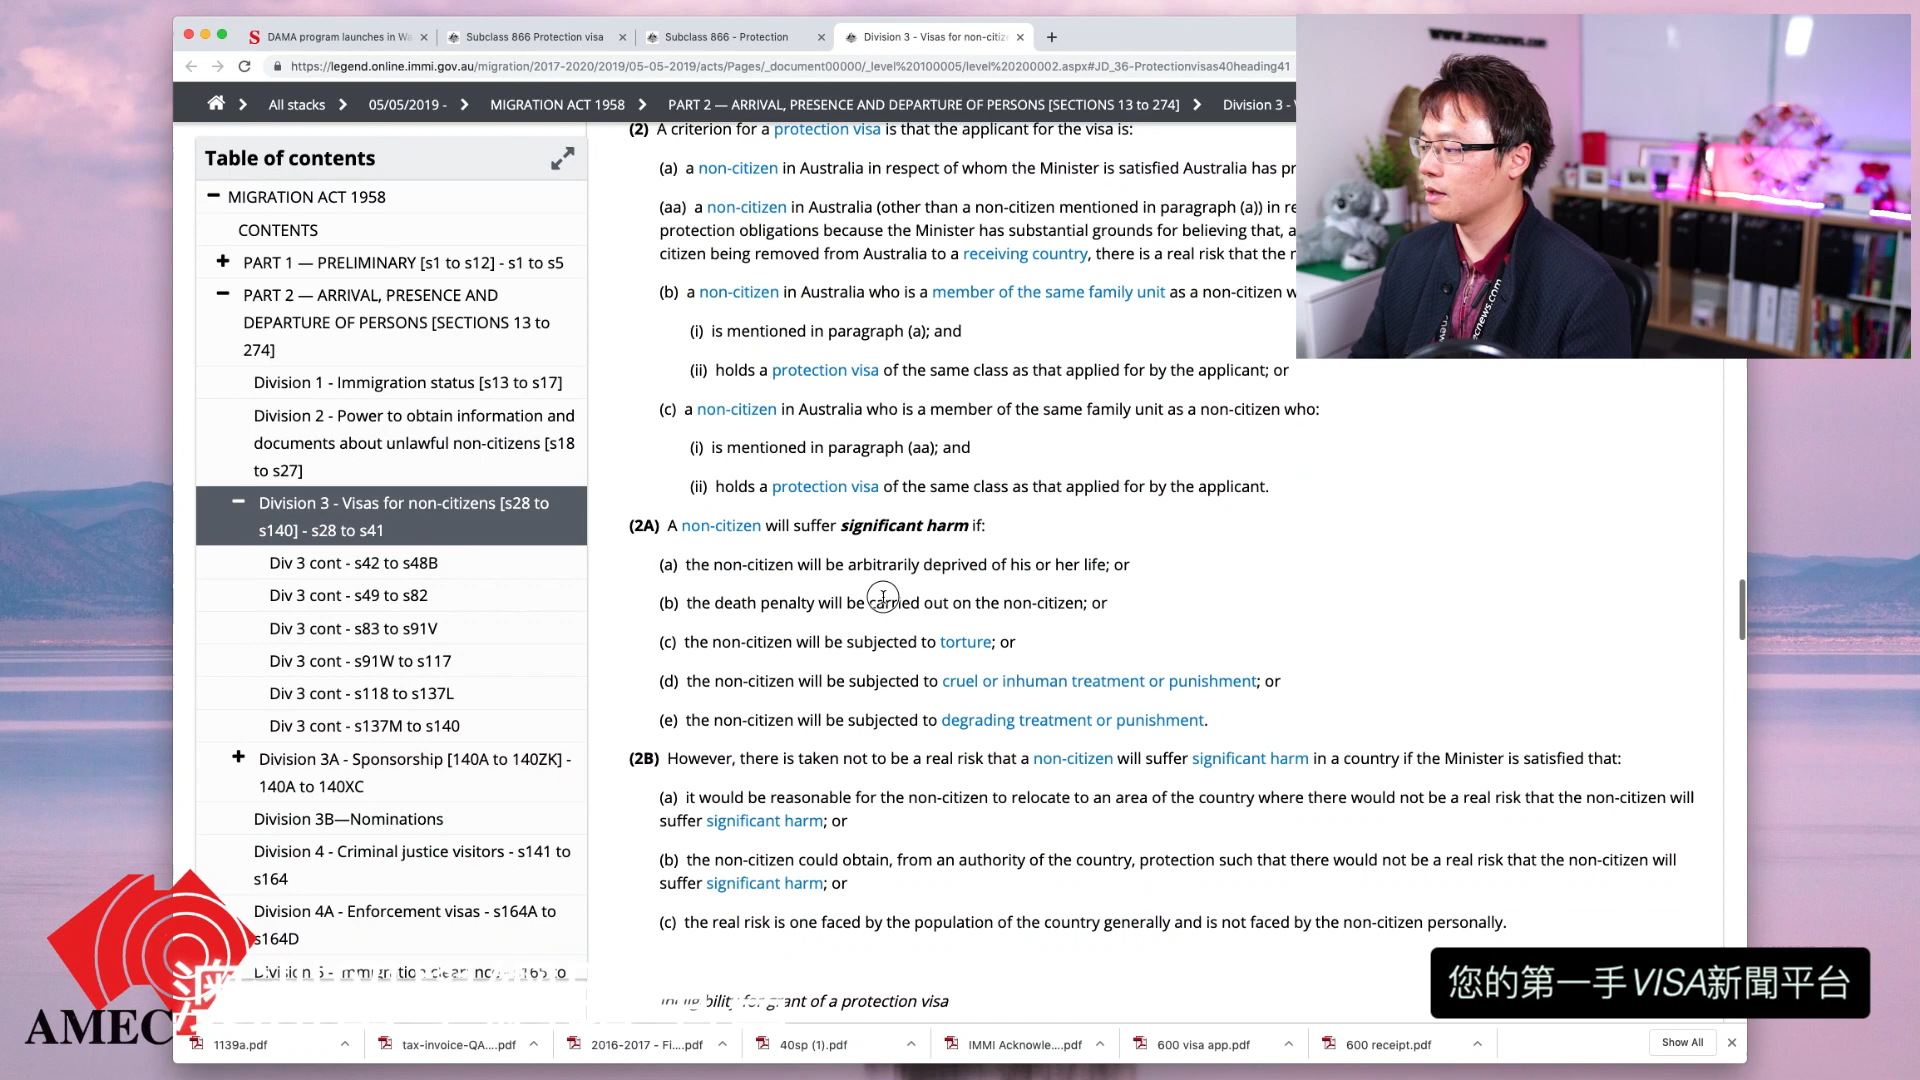 DAMA program launches in Wa
Subclass 866 Protection visa
Subclass 866 - Protection
Division 3 - Visas for non-citiz
https://legend.online.immi.gov.au/migration/2017-2020/2019/05-05-2019/acts/Pages/_document00000/_level%20100005/level%20200002.aspx#JD_36-Protectionvisas40heading41
All stacks
05/05/2019 -
MIGRATION ACT 1958
PART 2 — ARRIVAL, PRESENCE AND DEPARTURE OF PERSONS [SECTIONS 13 to 274]
Division 3 -
Table of contents
MIGRATION ACT 1958
CONTENTS
PART 1 — PRELIMINARY [s1 to s12] - s1 to s5
PART 2 — ARRIVAL, PRESENCE AND
DEPARTURE OF PERSONS [SECTIONS 13 to
274]
Division 1 - Immigration status [s13 to s17]
Division 2 - Power to obtain information and
documents about unlawful non-citizens [s18
to s27]
Division 3 - Visas for non-citizens [s28 to
s140] - s28 to s41
Div 3 cont - s42 to s48B
Div 3 cont - s49 to s82
Div 3 cont - s83 to s91V
Div 3 cont - s91W to s117
Div 3 cont - s118 to s137L
Div 3 cont - s137M to s140
Division 3A - Sponsorship [140A to 140ZK] -
140A to 140XC
Division 3B—Nominations
Division 4 - Criminal justice visitors - s141 to
s164
Division 4A - Enforcement visas - s164A to
s164D
(2) A criterion for a protection visa is that the applicant for the visa is:
(a) a non-citizen in Australia in respect of whom the Minister is satisfied Australia has pr
(aa) a non-citizen in Australia (other than a non-citizen mentioned in paragraph (a)) in re
protection obligations because the Minister has substantial grounds for believing that, a
citizen being removed from Australia to a receiving country, there is a real risk that the
(b) a non-citizen in Australia who is a member of the same family unit as a non-citizen w
(i) is mentioned in paragraph (a); and
(ii) holds a protection visa of the same class as that applied for by the applicant; or
(c) a non-citizen in Australia who is a member of the same family unit as a non-citizen who:
(i) is mentioned in paragraph (aa); and
(ii) holds a protection visa of the same class as that applied for by the applicant.
(2A) A non-citizen will suffer significant harm if:
(a) the non-citizen will be arbitrarily deprived of his or her life; or
(b) the death penalty will be carried out on the non-citizen; or
(c) the non-citizen will be subjected to torture; or
(d) the non-citizen will be subjected to cruel or inhuman treatment or punishment; or
(e) the non-citizen will be subjected to degrading treatment or punishment.
(2B) However, there is taken not to be a real risk that a non-citizen will suffer significant harm in a country if the Minister is satisfied that:
(a) it would be reasonable for the non-citizen to relocate to an area of the country where there would not be a real risk that the non-citizen will
suffer significant harm; or
(b) the non-citizen could obtain, from an authority of the country, protection such that there would not be a real risk that the non-citizen will
suffer significant harm; or
(c) the real risk is one faced by the population of the country generally and is not faced by the non-citizen personally.
for grant of a protection visa
您的第一手VISA新聞平台
AMEC
1139a.pdf
tax-invoice-QA....pdf
2016-2017 - Fi....pdf
40sp (1).pdf
IMMI Acknowle....pdf
600 visa app.pdf
600 receipt.pdf
Show All